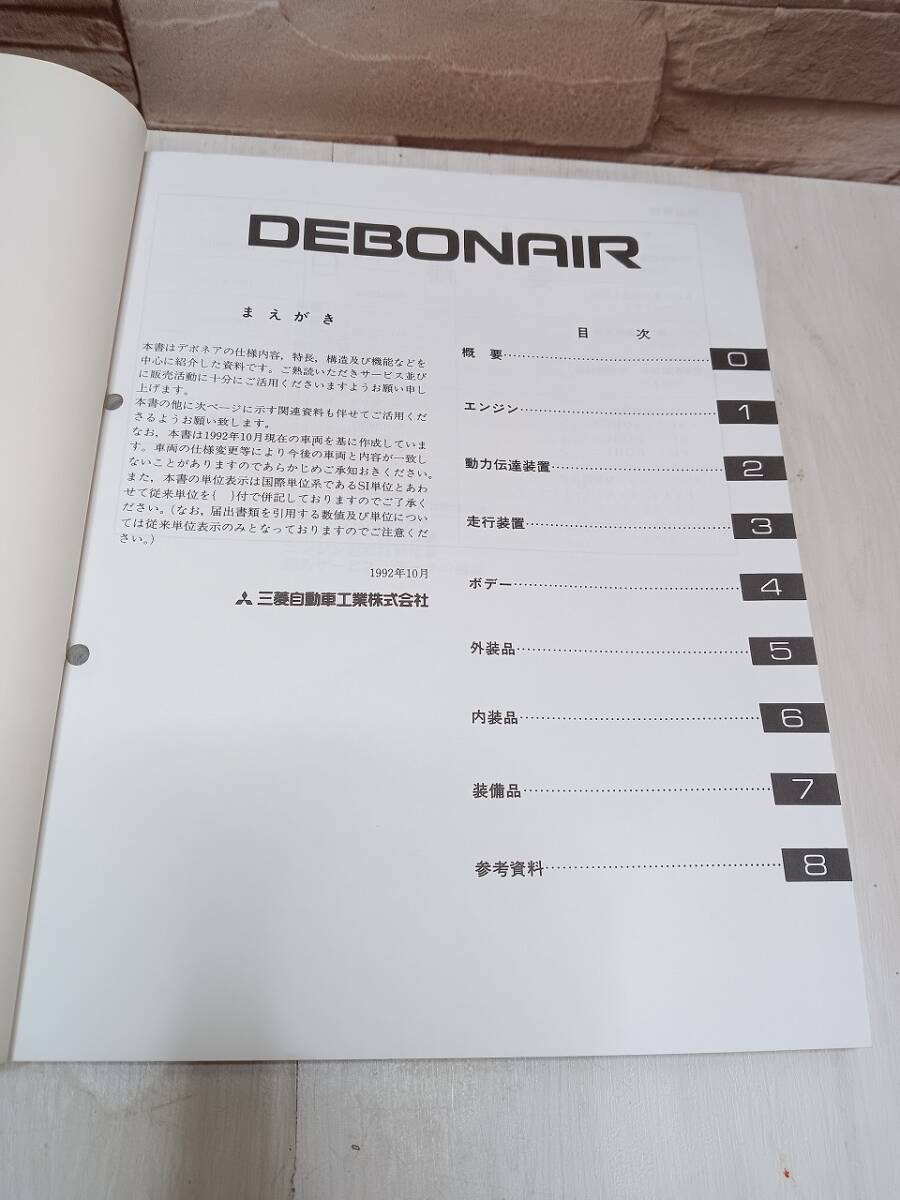 DEBONAIR
まえがき
本書はデボネアの仕様内容，特長，構造及び機能などを
中心に紹介した資料です。ご熟読いただきサービス並び
に販売活動に十分にご活用くださいますようお願い申し
上げます。
本書の他に次ページに示す関連資料も伴せてご活用くだ
さるようお願い致します。
なお，本書は1992年10月現在の車両を基に作成していま
す。車両の仕様変更等により今後の車両と内容が一致し
ないことがありますのであらかじめご承知おきください。
また，本書の単位表示は国際単位系であるSI単位とあわ
せて従来単位を{　}付で併記しておりますのでご了承く
ださい。（なお，届出書類を引用する数値及び単位につい
ては従来単位表示のみとなっておりますのでご注意くだ
さい。）
1992年10月
三菱自動車工業株式会社
目　次
概　要 0
エンジン 1
動力伝達装置 2
走行装置 3
ボデー 4
外装品 5
内装品 6
装備品 7
参考資料 8